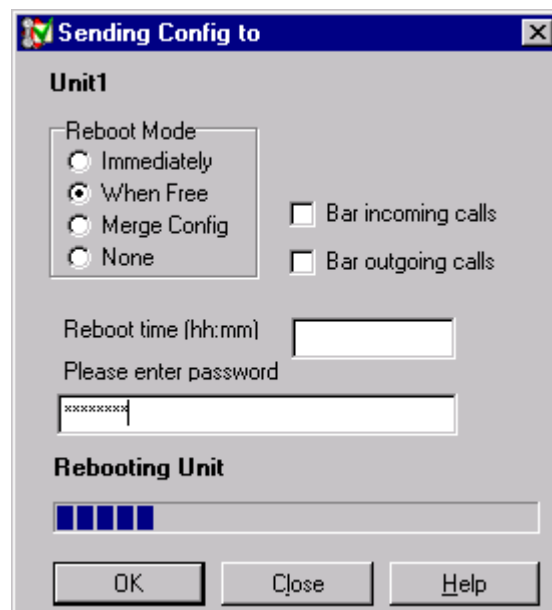 Sending Config to
Unit1
Reboot Mode
Immediately
When Free
Merge Config
None
Bar incoming calls
Bar outgoing calls
Reboot time (hh:mm)
Please enter password
********
Rebooting Unit
OK
Close
Help